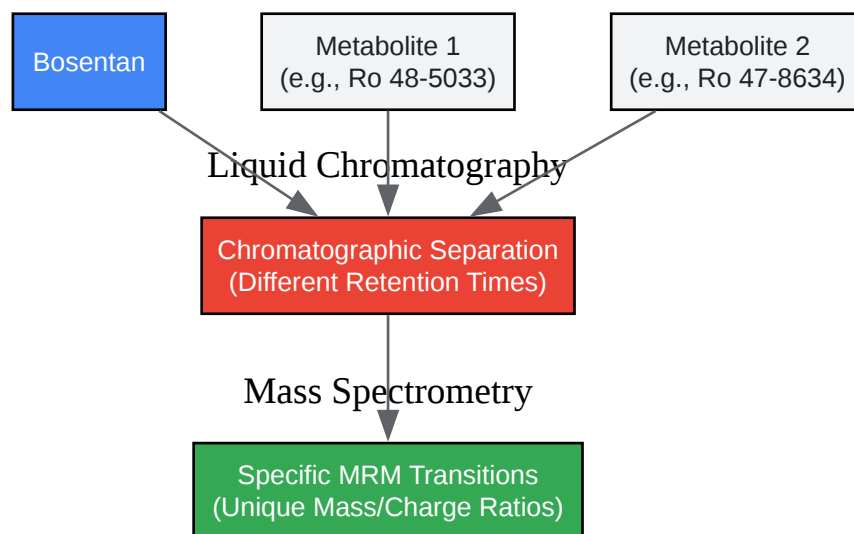 Bosentan
Metabolite 1
(e.g., Ro 48-5033)
Metabolite 2
(e.g., Ro 47-8634)
Liquid Chromatography
Chromatographic Separation
(Different Retention Times)
Mass Spectrometry
Specific MRM Transitions
(Unique Mass/Charge Ratios)